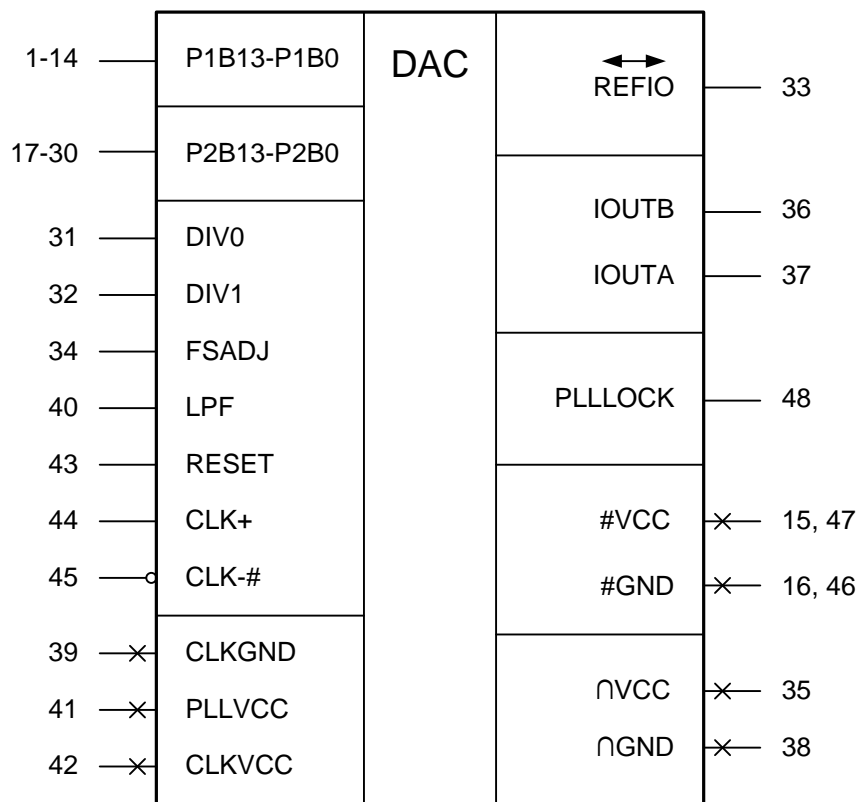 DAC
1-14 P1B13-P1B0
17-30 P2B13-P2B0
31 DIV0
32 DIV1
34 FSADJ
40 LPF
43 RESET
44 CLK+
45 CLK-#
39 CLKGND
41 PLLVCC
42 CLKVCC
REFIO 33
IOUTB 36
IOUTA 37
PLLLOCK 48
#VCC 15, 47
#GND 16, 46
∩VCC 35
∩GND 38